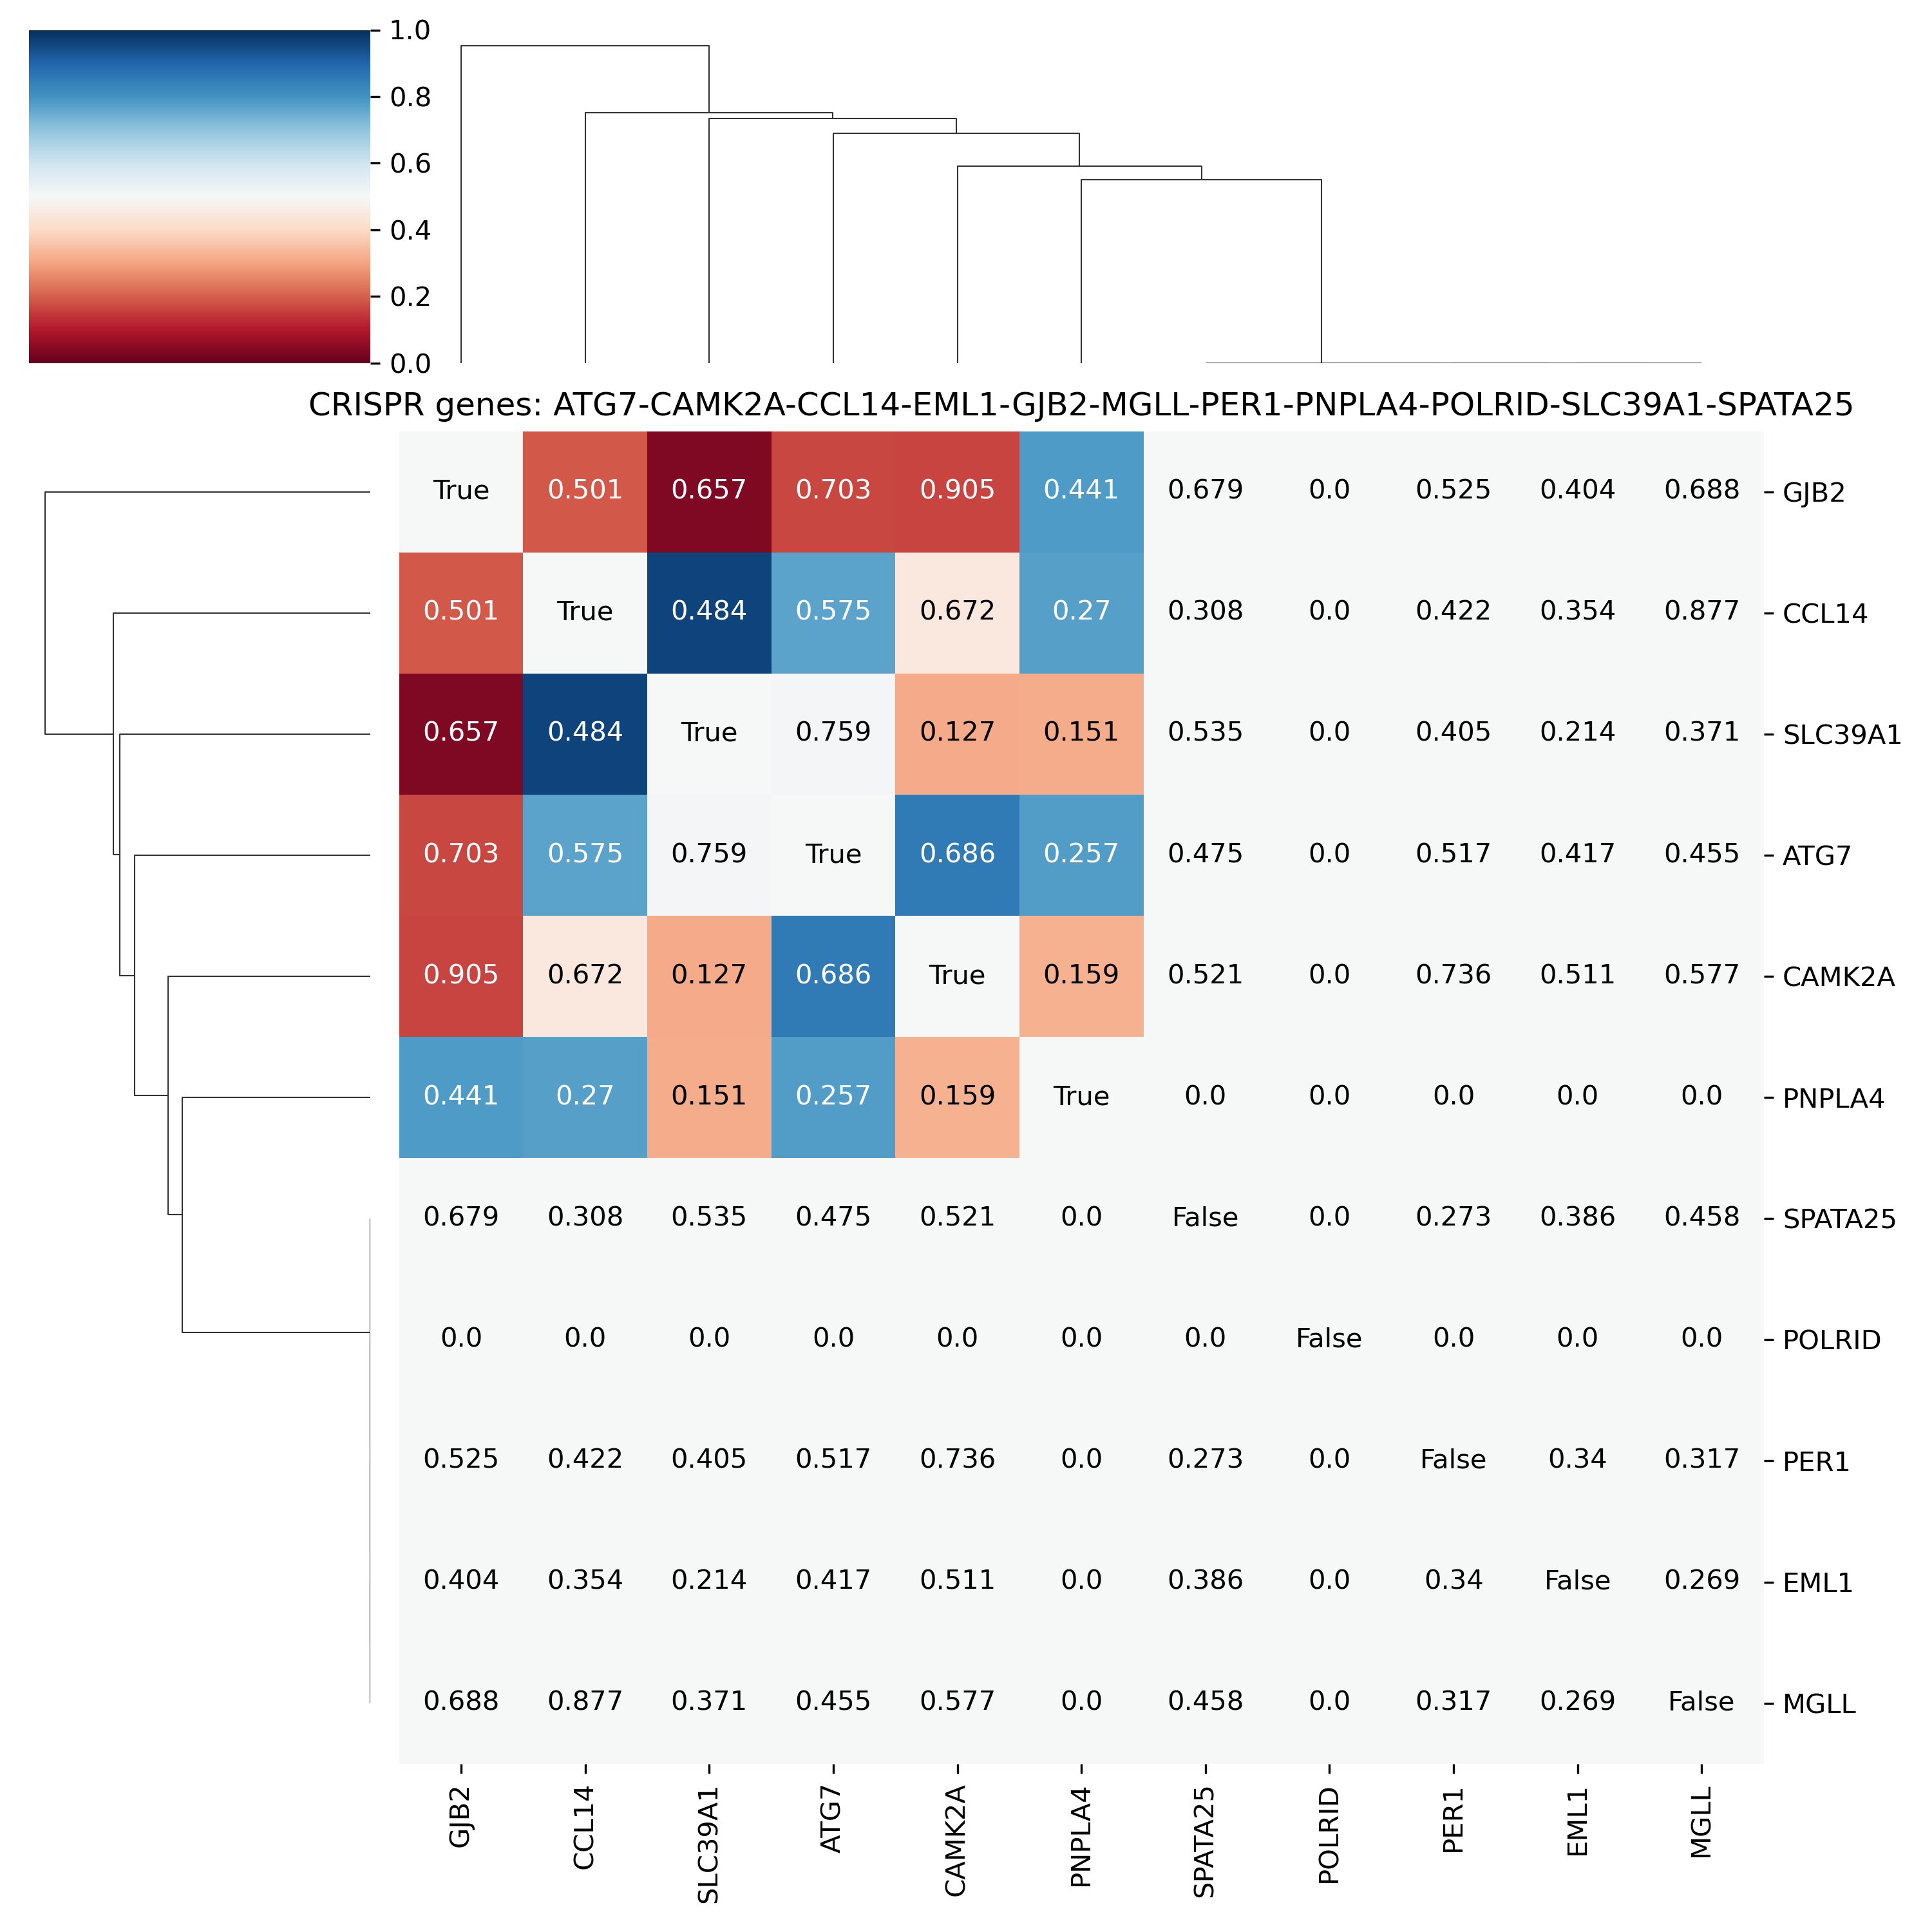 1.0
0.8
0.6
0.4
0.2
0.0
CRISPR genes: ATG7-CAMK2A-CCL14-EML1-GJB2-MGLL-PER1-PNPLA4-POLRID-SLC39A1-SPATA25
True 0.501 0.657 0.703 0.905 0.441 0.679 0.0 0.525 0.404 0.688 GJB2
0.501 True 0.484 0.575 0.672 0.27 0.308 0.0 0.422 0.354 0.877 CCL14
0.657 0.484 True 0.759 0.127 0.151 0.535 0.0 0.405 0.214 0.371 SLC39A1
0.703 0.575 0.759 True 0.686 0.257 0.475 0.0 0.517 0.417 0.455 ATG7
0.905 0.672 0.127 0.686 True 0.159 0.521 0.0 0.736 0.511 0.577 CAMK2A
0.441 0.27 0.151 0.257 0.159 True 0.0 0.0 0.0 0.0 0.0 PNPLA4
0.679 0.308 0.535 0.475 0.521 0.0 False 0.0 0.273 0.386 0.458 SPATA25
0.0 0.0 0.0 0.0 0.0 0.0 0.0 False 0.0 0.0 0.0 POLRID
0.525 0.422 0.405 0.517 0.736 0.0 0.273 0.0 False 0.34 0.317 PER1
0.404 0.354 0.214 0.417 0.511 0.0 0.386 0.0 0.34 False 0.269 EML1
0.688 0.877 0.371 0.455 0.577 0.0 0.458 0.0 0.317 0.269 False MGLL
GJB2 CCL14 SLC39A1 ATG7 CAMK2A PNPLA4 SPATA25 POLRID PER1 EML1 MGLL